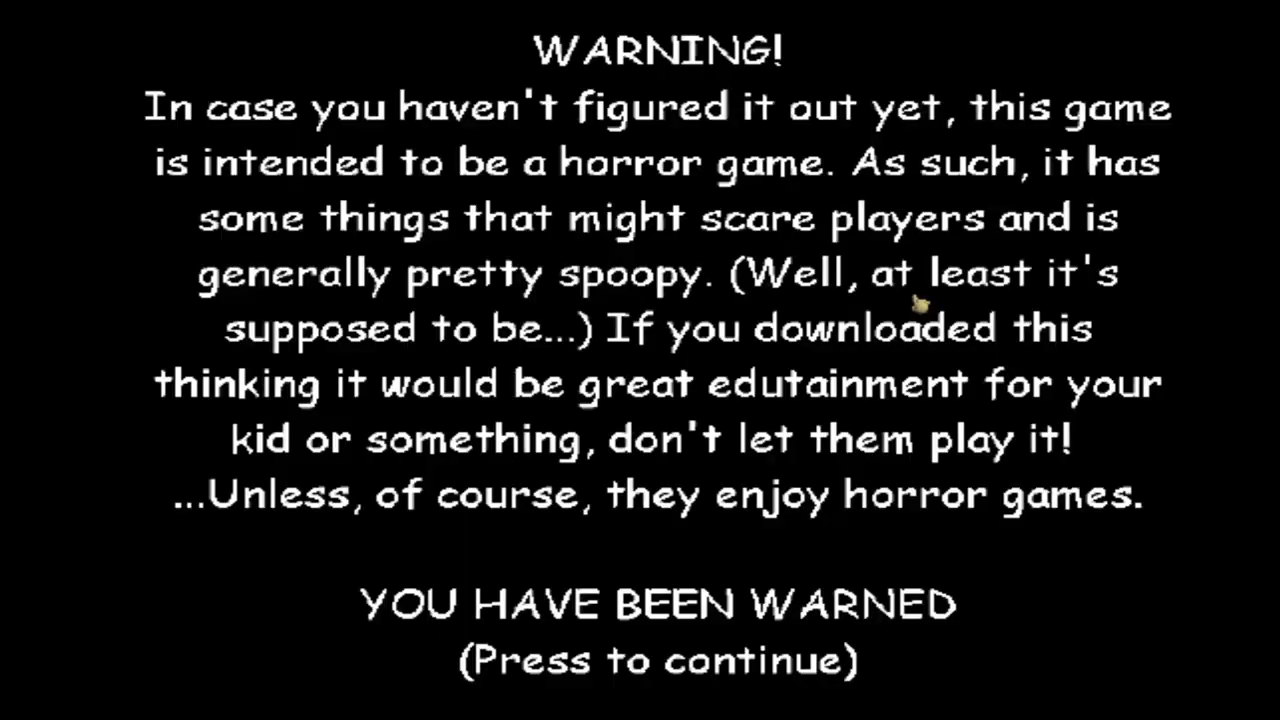 WARNING!
In case you haven't figured it out yet, this game
is intended to be a horror game. As such, it has
some things that might scare players and is
generally pretty spoopy. (Well, at least it's
supposed to be...) If you downloaded this
thinking it would be great edutainment for your
kid or something, don't let them play it!
...Unless, of course, they enjoy horror games.
YOU HAVE BEEN WARNED
(Press to continue)